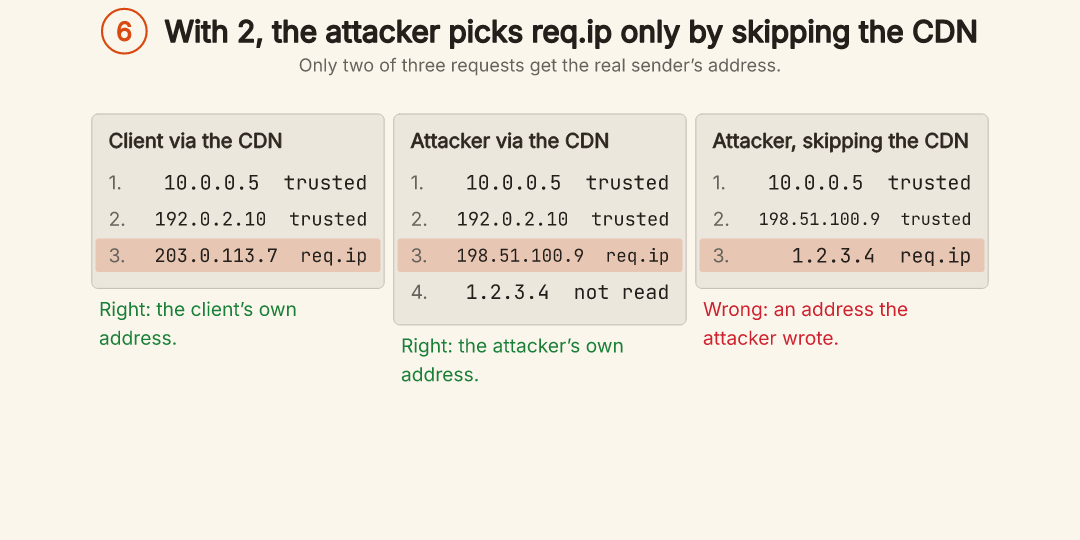 6 With 2, the attacker picks req.ip only by skipping the CDN
Only two of three requests get the real sender’s address.
Client via the CDN
1. 10.0.0.5 trusted
2. 192.0.2.10 trusted
3. 203.0.113.7 req.ip
Right: the client’s own
address.
Attacker via the CDN
1. 10.0.0.5 trusted
2. 192.0.2.10 trusted
3. 198.51.100.9 req.ip
4. 1.2.3.4 not read
Right: the attacker’s own
address.
Attacker, skipping the CDN
1. 10.0.0.5 trusted
2. 198.51.100.9 trusted
3. 1.2.3.4 req.ip
Wrong: an address the
attacker wrote.